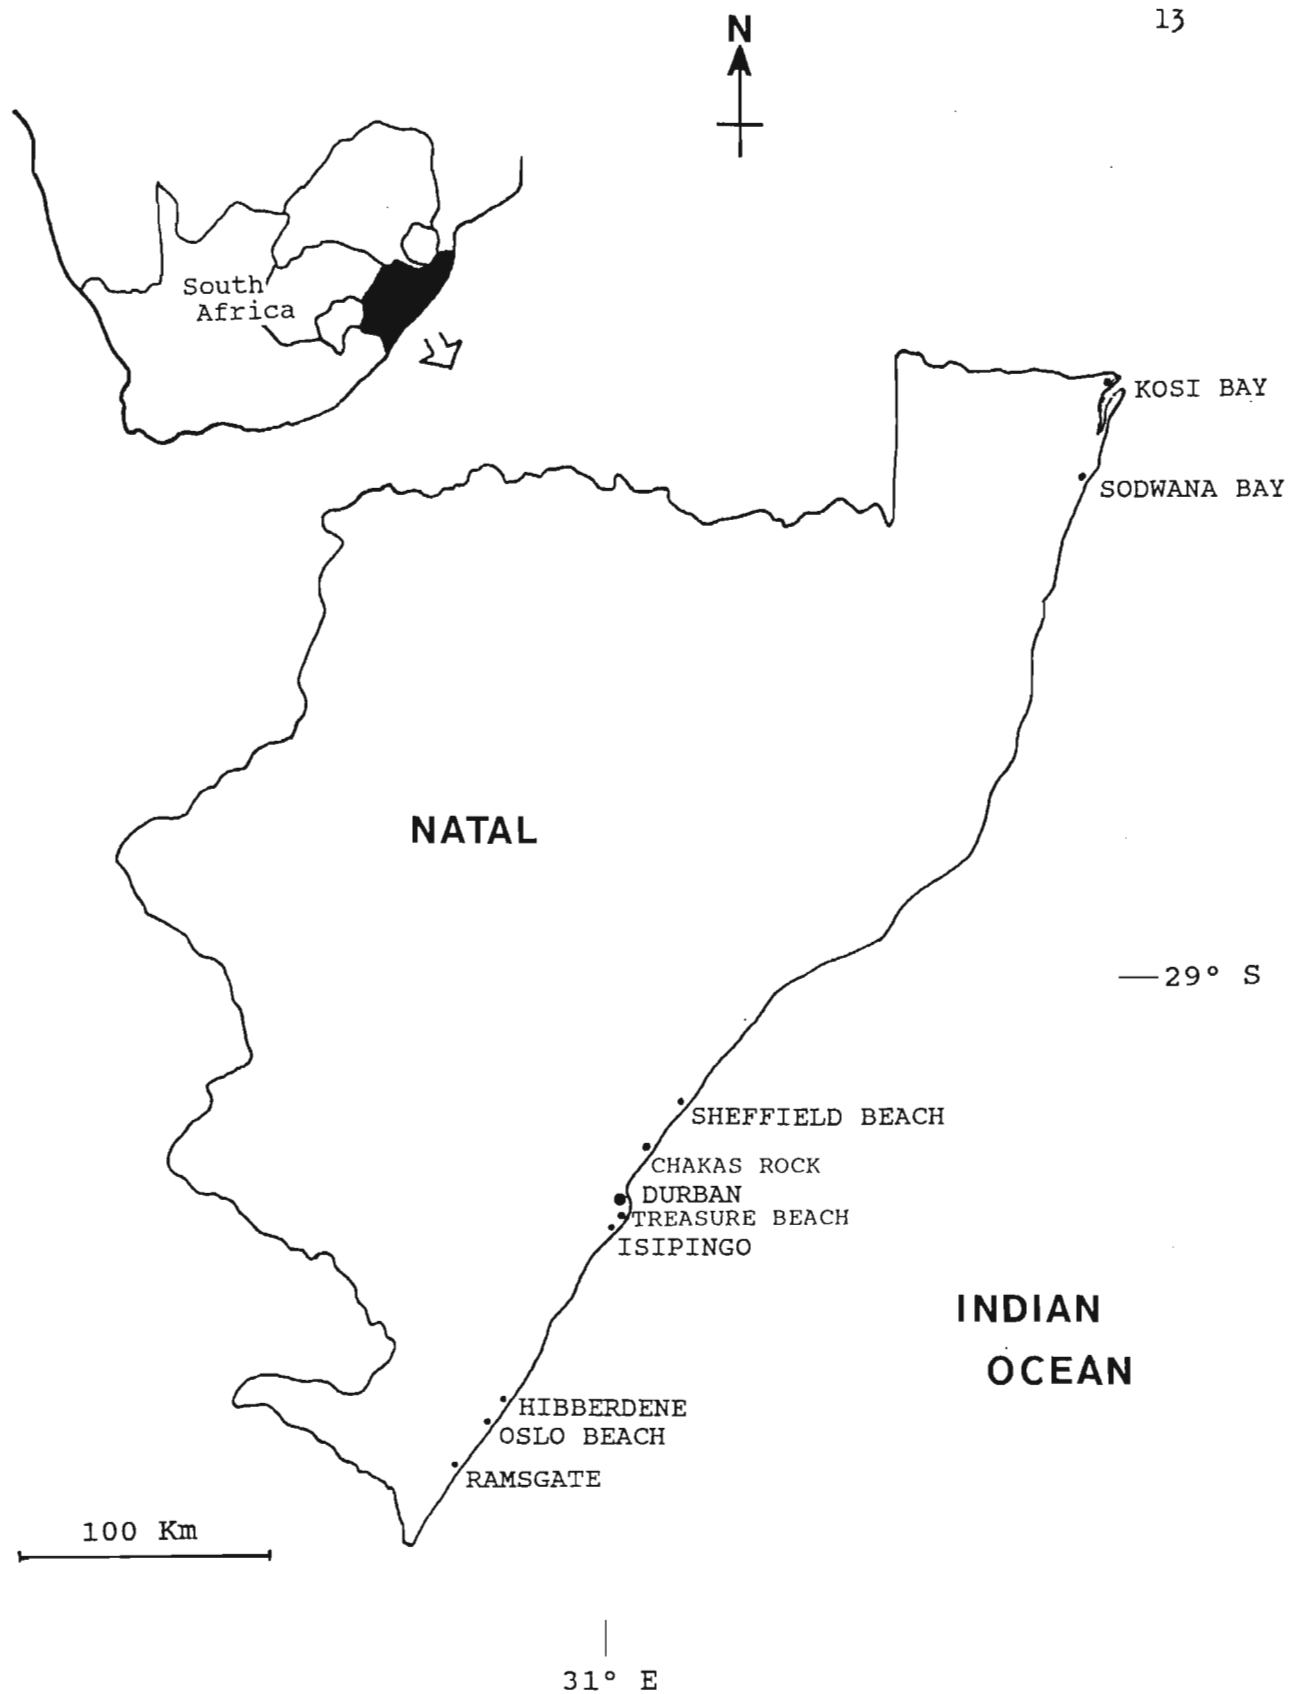 13
N
South
Africa
KOSI BAY
SODWANA BAY
NATAL
29° S
SHEFFIELD BEACH
CHAKAS ROCK
DURBAN
TREASURE BEACH
ISIPINGO
INDIAN
OCEAN
HIBBERDENE
OSLO BEACH
RAMSGATE
100 Km
31° E